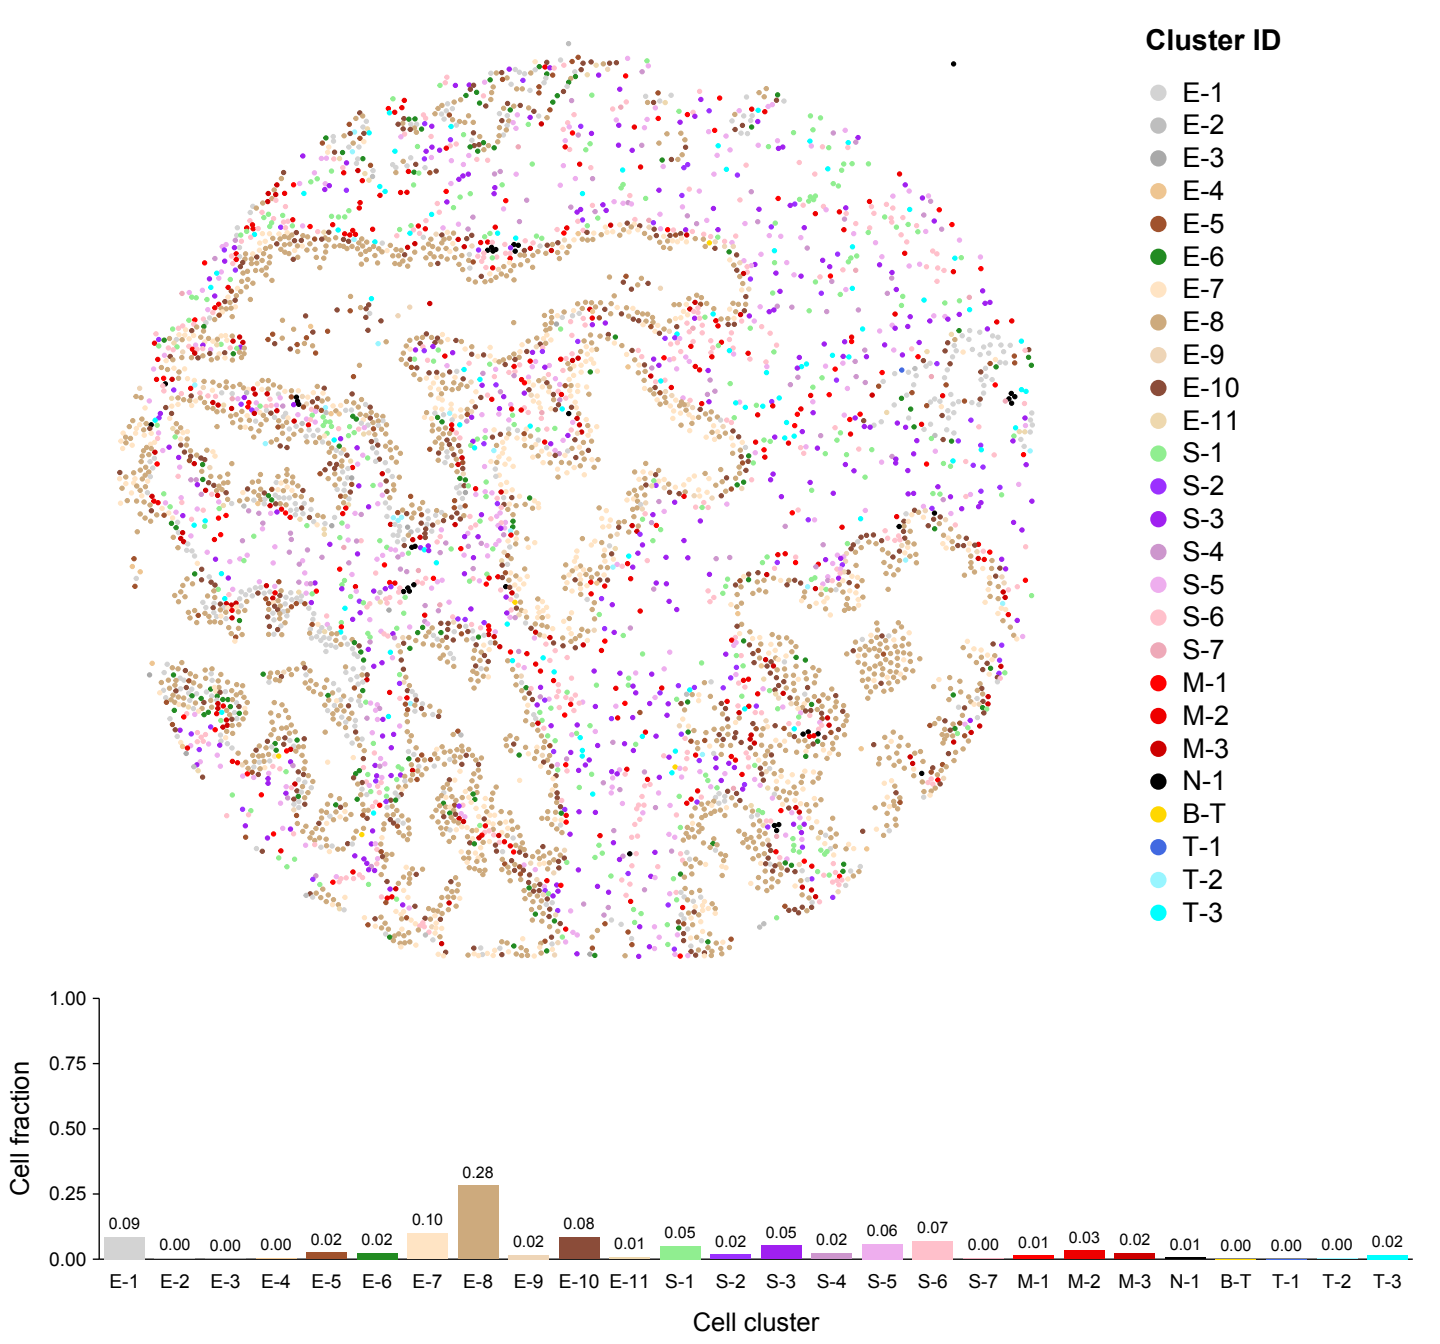 Cluster ID
E-1
E-2
E-3
E-4
E-5
E-6
E-7
E-8
E-9
E-10
E-11
S-1
S-2
S-3
S-4
S-5
S-6
S-7
M-1
M-2
M-3
N-1
B-T
T-1
T-2
T-3
1.00
0.75
0.50
0.25
0.00
Cell fraction
0.09 0.00 0.00 0.00 0.02 0.02 0.10 0.28 0.02 0.08 0.01 0.05 0.02 0.05 0.02 0.06 0.07 0.00 0.01 0.03 0.02 0.01 0.00 0.00 0.00 0.02
E-1 E-2 E-3 E-4 E-5 E-6 E-7 E-8 E-9 E-10 E-11 S-1 S-2 S-3 S-4 S-5 S-6 S-7 M-1 M-2 M-3 N-1 B-T T-1 T-2 T-3
Cell cluster